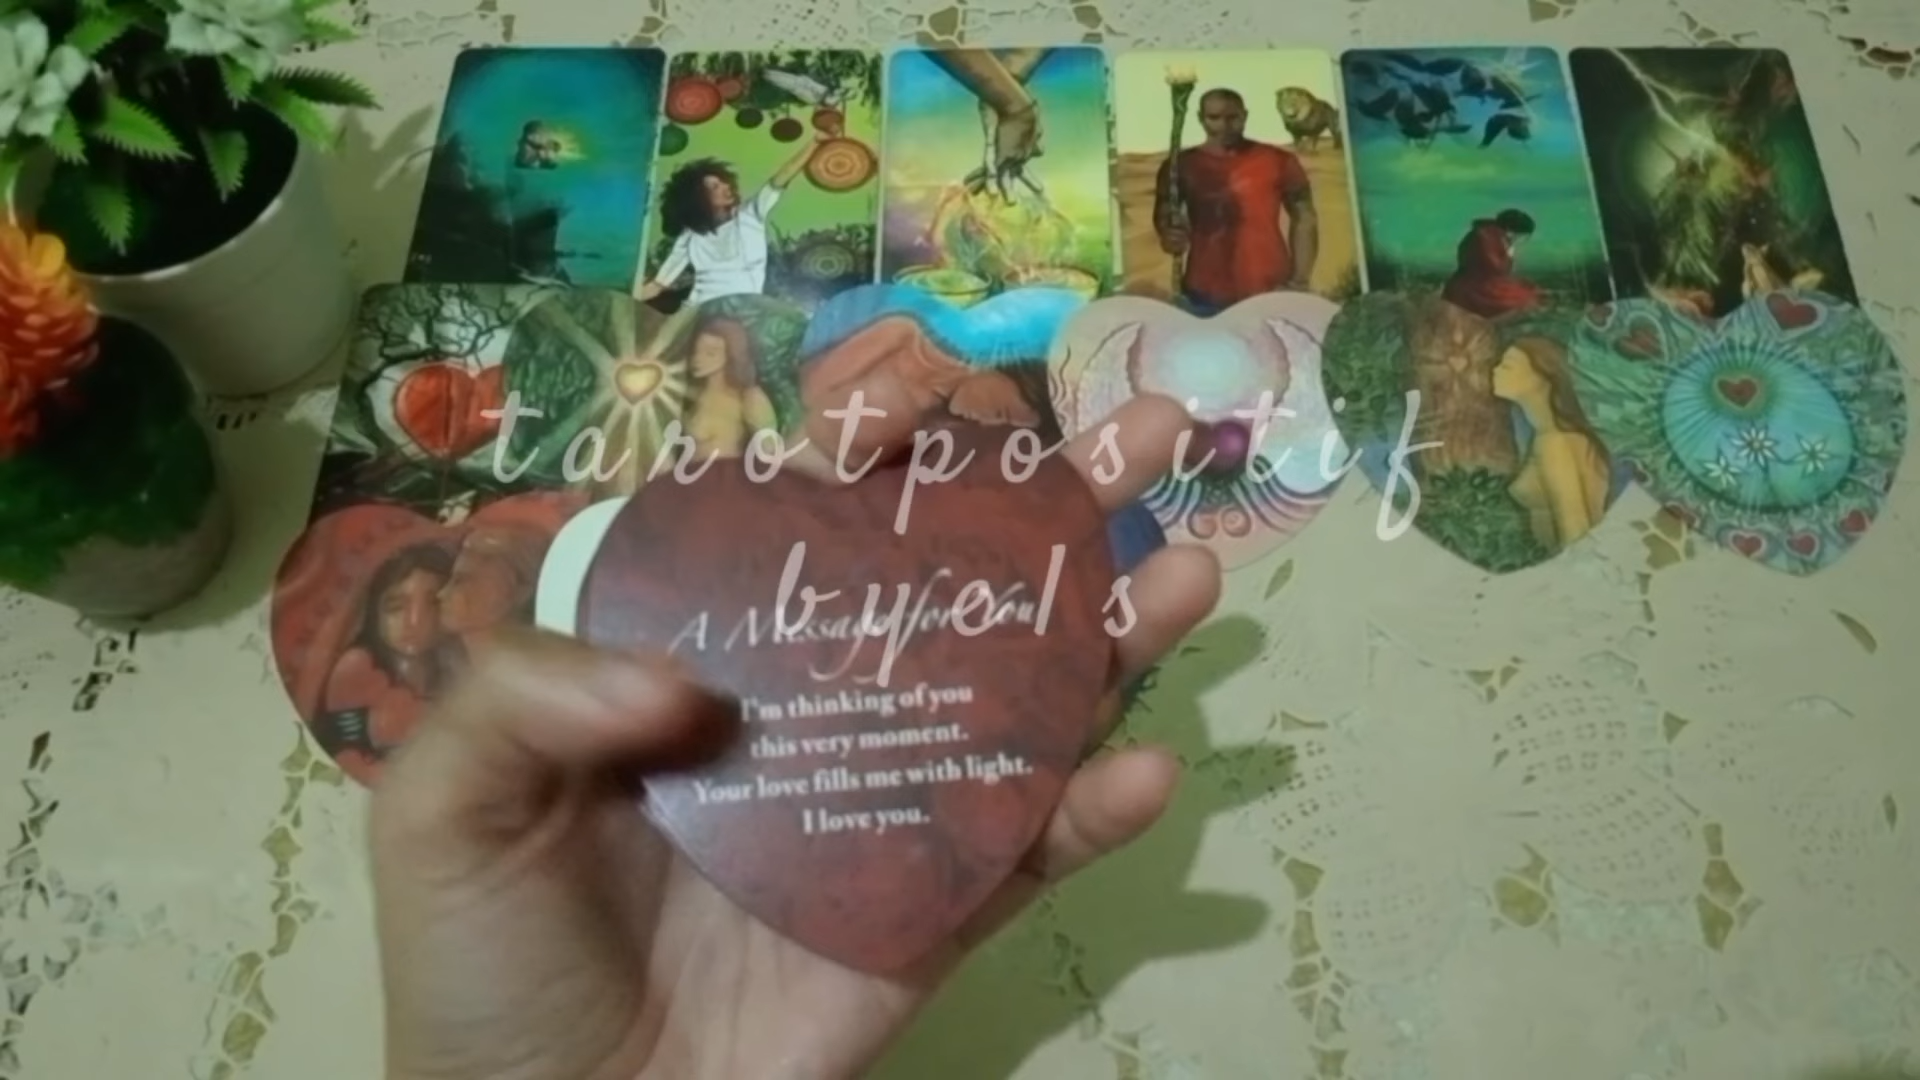 tarotpositif
byels
A Message for You
I'm thinking of you
this very moment.
Your love fills me with light.
I love you.